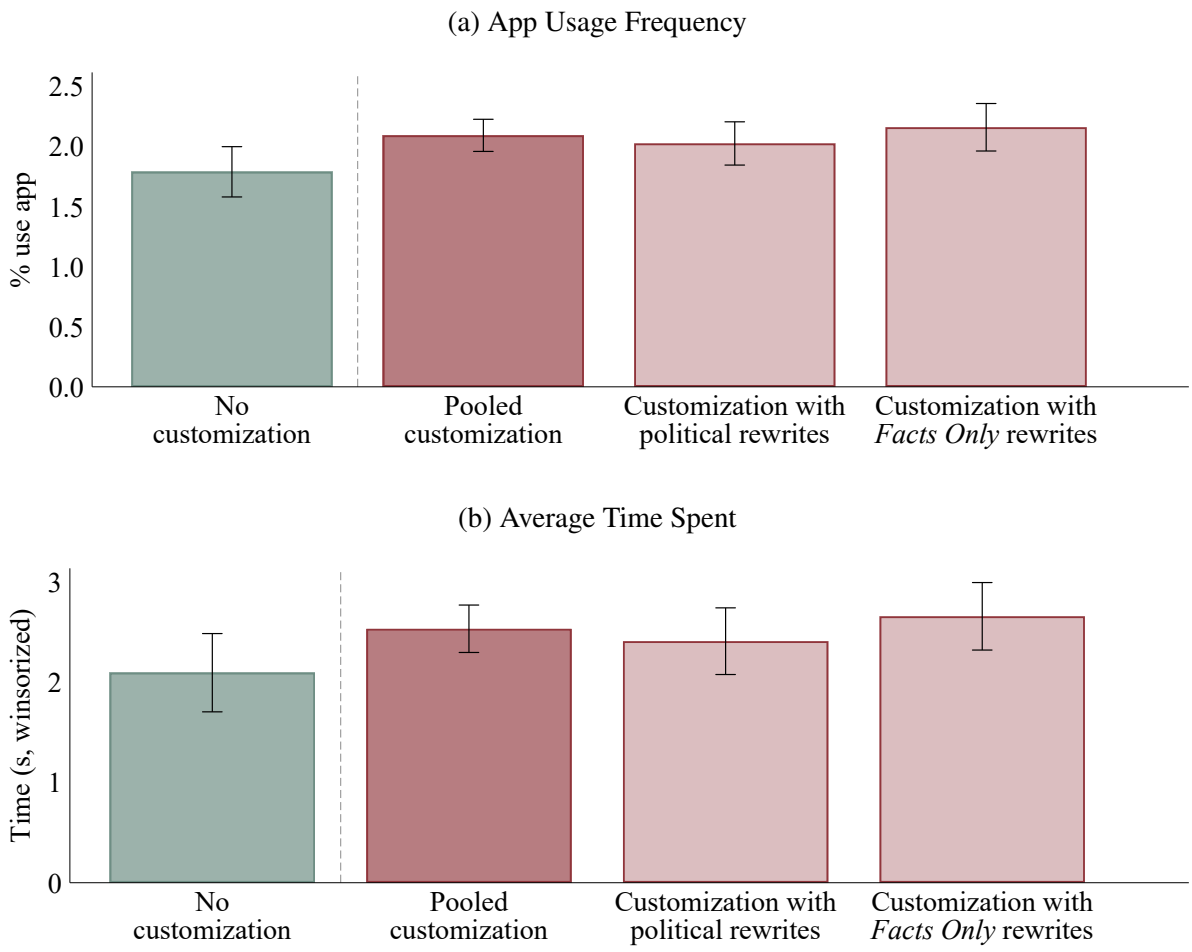 (a) App Usage Frequency
% use app
2.5
2.0
1.5
1.0
0.5
0.0
No
customization
Pooled
customization
Customization with
political rewrites
Customization with
Facts Only rewrites
(b) Average Time Spent
Time (s, winsorized)
3
2
1
0
No
customization
Pooled
customization
Customization with
political rewrites
Customization with
Facts Only rewrites